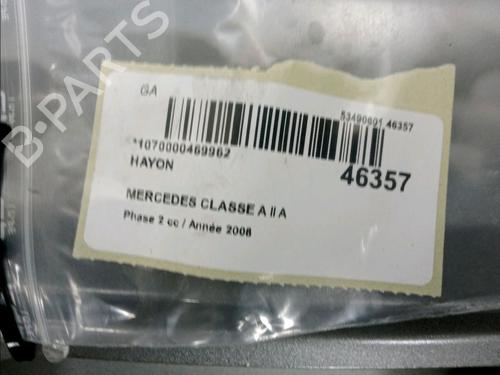 B-PARTS
GA
53490601 46357
*1070000469962
HAYON
46357
MERCEDES CLASSE A II A
Phase 2 cc / Année 2008